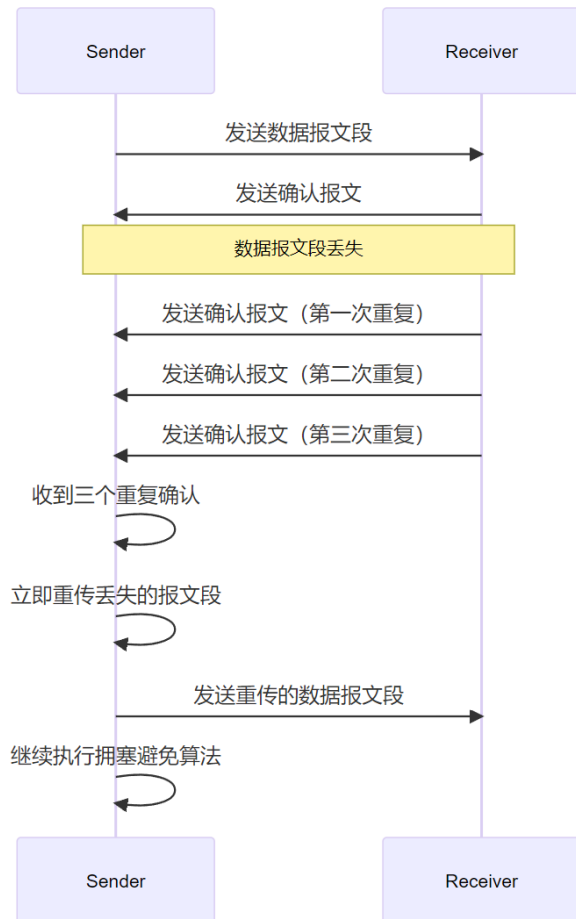 Sender
Receiver
发送数据报文段
发送确认报文
数据报文段丢失
发送确认报文（第一次重复）
发送确认报文（第二次重复）
发送确认报文（第三次重复）
收到三个重复确认
立即重传丢失的报文段
发送重传的数据报文段
继续执行拥塞避免算法
Sender
Receiver